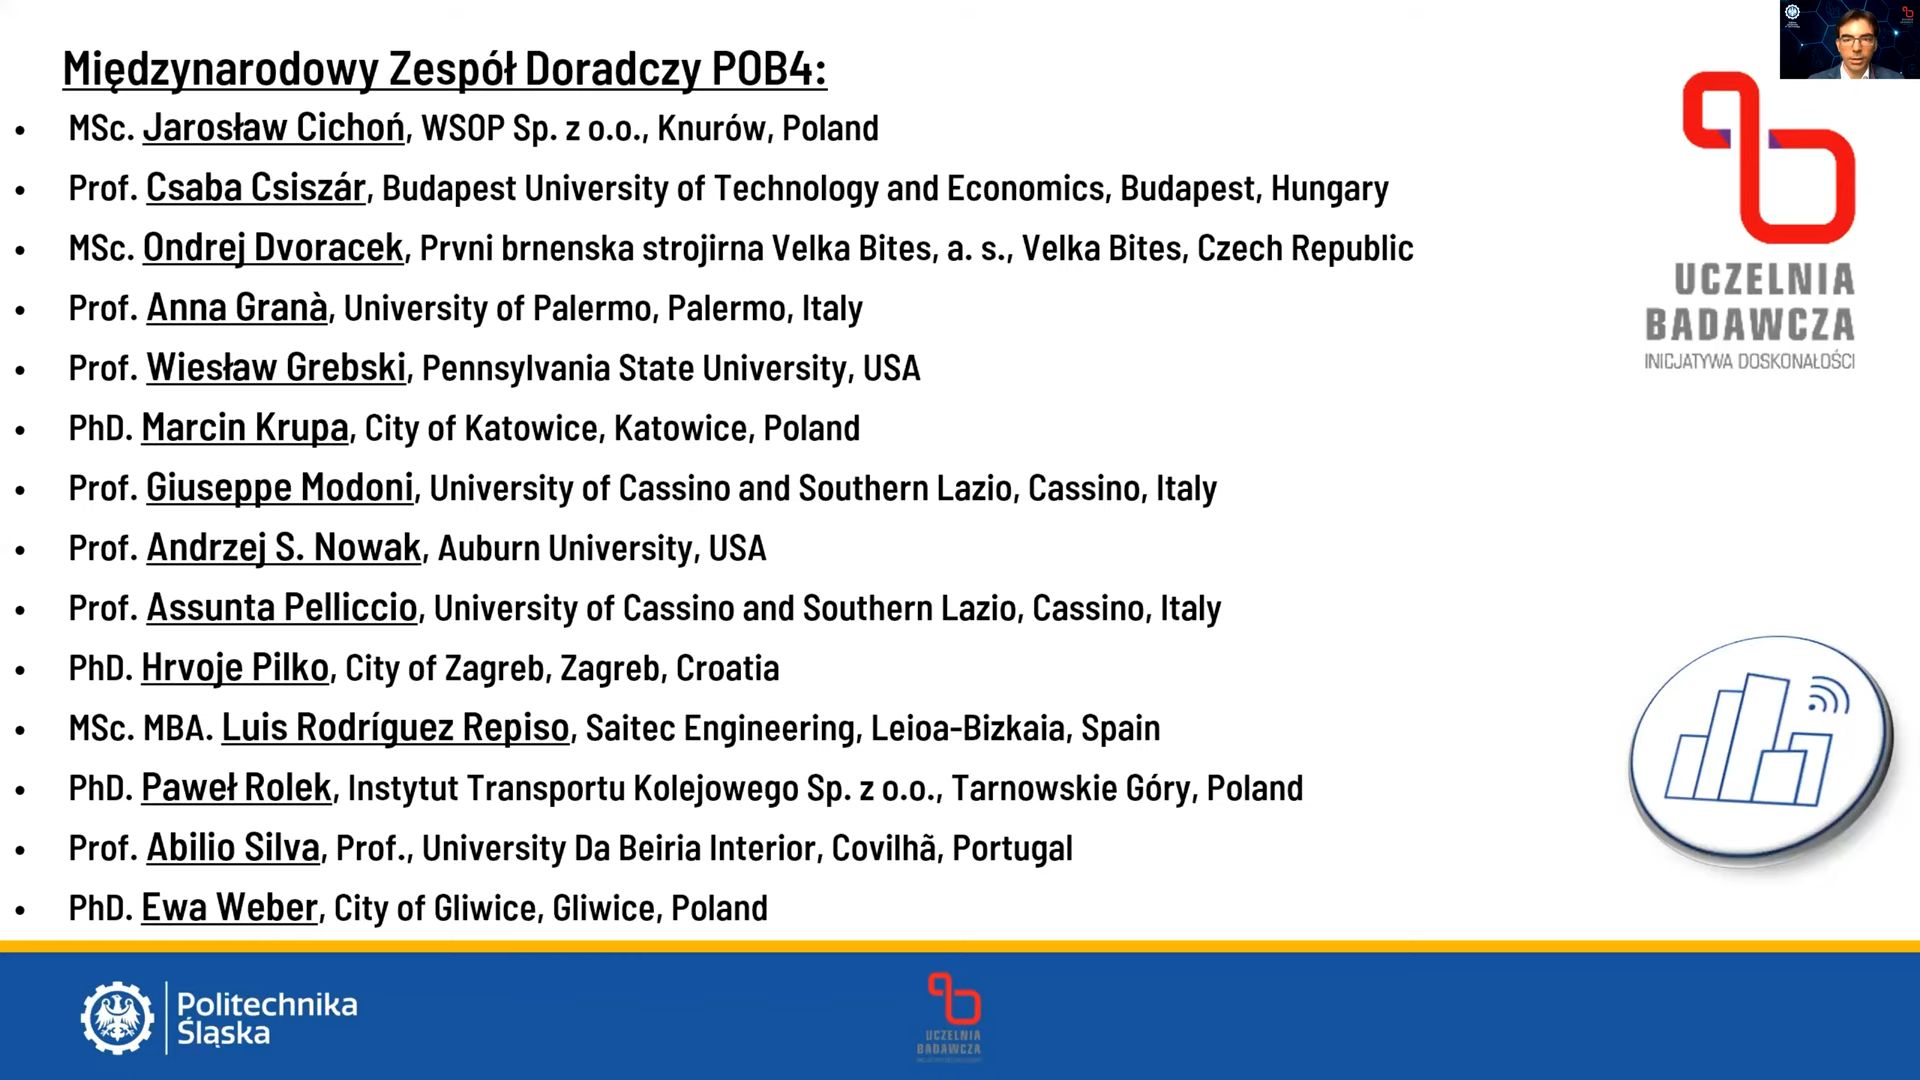 Międzynarodowy Zespół Doradczy POB4:
• MSc. Jarosław Cichoń, WSOP Sp. z o.o., Knurów, Poland
• Prof. Csaba Csiszár, Budapest University of Technology and Economics, Budapest, Hungary
• MSc. Ondrej Dvoracek, Prvni brnenska strojirna Velka Bites, a. s., Velka Bites, Czech Republic
• Prof. Anna Granà, University of Palermo, Palermo, Italy
• Prof. Wiesław Grebski, Pennsylvania State University, USA
• PhD. Marcin Krupa, City of Katowice, Katowice, Poland
• Prof. Giuseppe Modoni, University of Cassino and Southern Lazio, Cassino, Italy
• Prof. Andrzej S. Nowak, Auburn University, USA
• Prof. Assunta Pelliccio, University of Cassino and Southern Lazio, Cassino, Italy
• PhD. Hrvoje Pilko, City of Zagreb, Zagreb, Croatia
• MSc. MBA. Luis Rodríguez Repiso, Saitec Engineering, Leioa-Bizkaia, Spain
• PhD. Paweł Rolek, Instytut Transportu Kolejowego Sp. z o.o., Tarnowskie Góry, Poland
• Prof. Abilio Silva, Prof., University Da Beiria Interior, Covilhã, Portugal
• PhD. Ewa Weber, City of Gliwice, Gliwice, Poland
UCZELNIA
BADAWCZA
INICJATYWA DOSKONAŁOŚCI
Politechnika
Śląska
UCZELNIA
BADAWCZA